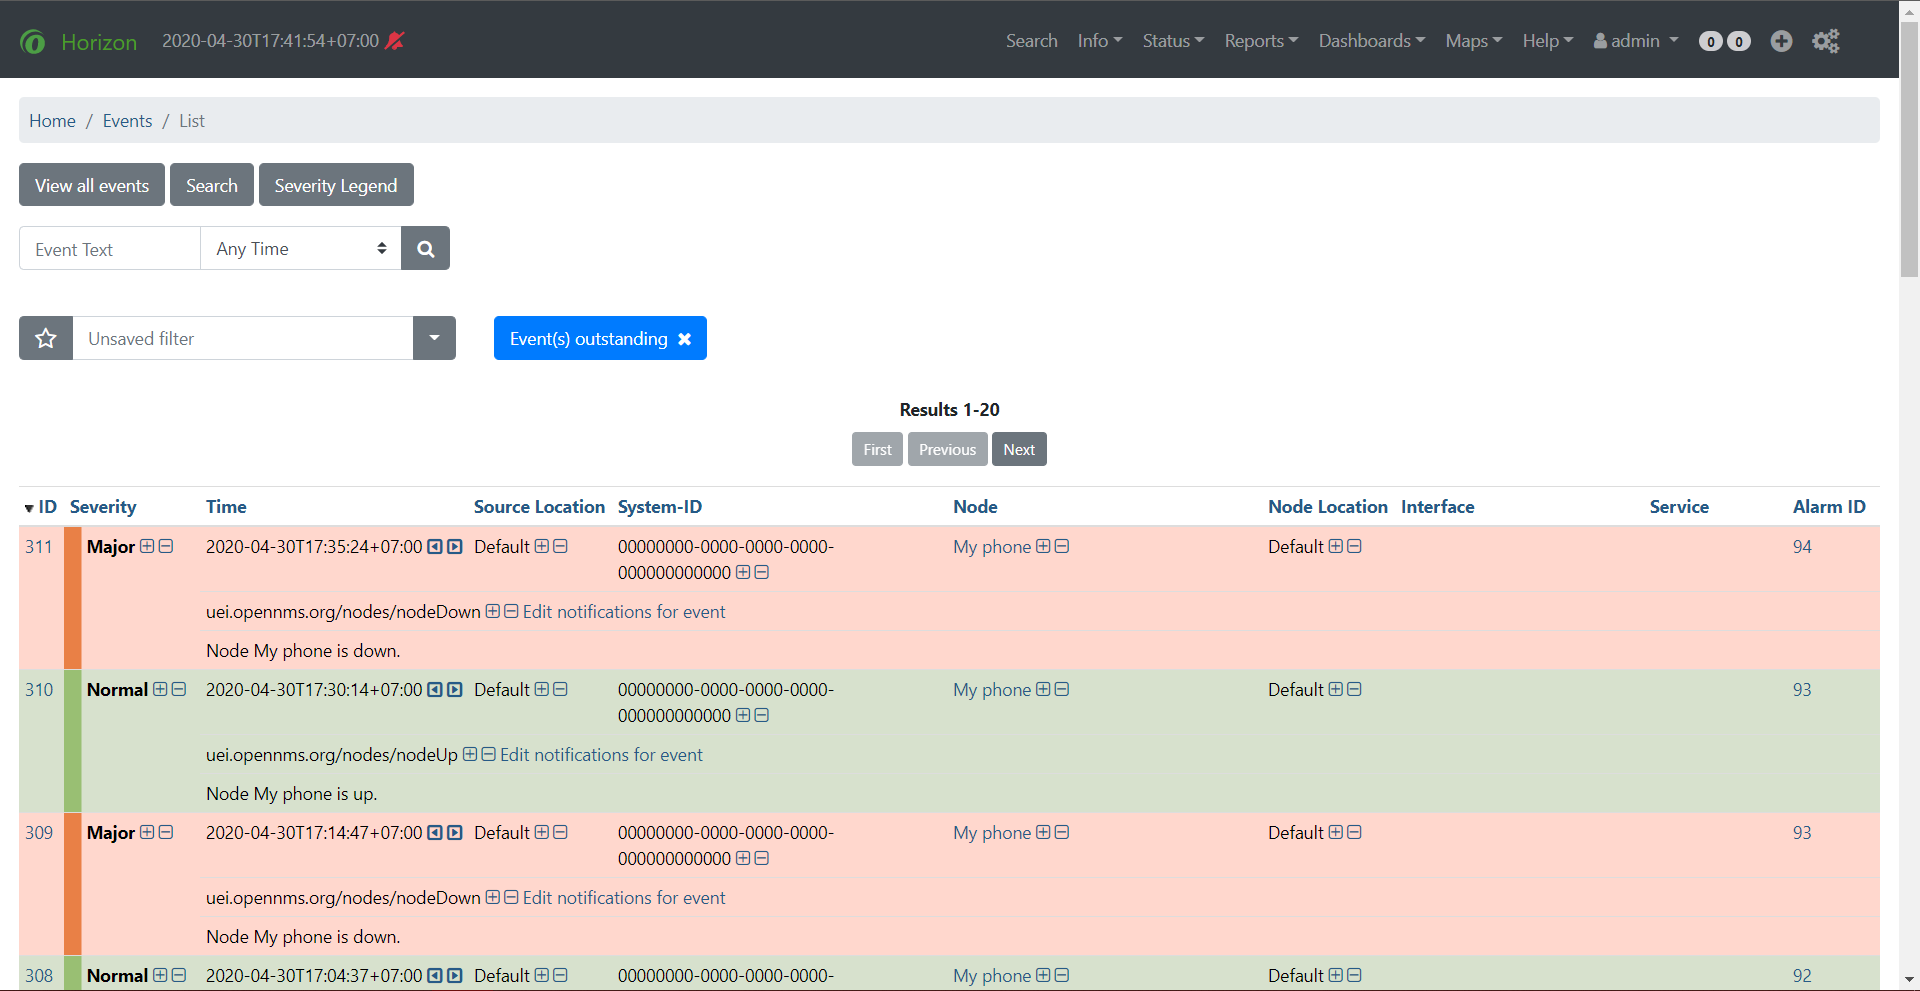 Horizon 2020-04-30T17:41:54+07:00 Search Info Status Reports Dashboards Maps Help admin 0 0
Home / Events / List
View all events Search Severity Legend
Event Text Any Time
Unsaved filter Event(s) outstanding
Results 1-20
First Previous Next
ID Severity Time Source Location System-ID Node Node Location Interface Service Alarm ID
311 Major 2020-04-30T17:35:24+07:00 Default 00000000-0000-0000-0000- My phone Default 94
000000000000
uei.opennms.org/nodes/nodeDown Edit notifications for event
Node My phone is down.
310 Normal 2020-04-30T17:30:14+07:00 Default 00000000-0000-0000-0000- My phone Default 93
000000000000
uei.opennms.org/nodes/nodeUp Edit notifications for event
Node My phone is up.
309 Major 2020-04-30T17:14:47+07:00 Default 00000000-0000-0000-0000- My phone Default 93
000000000000
uei.opennms.org/nodes/nodeDown Edit notifications for event
Node My phone is down.
308 Normal 2020-04-30T17:04:37+07:00 Default 00000000-0000-0000-0000- My phone Default 92